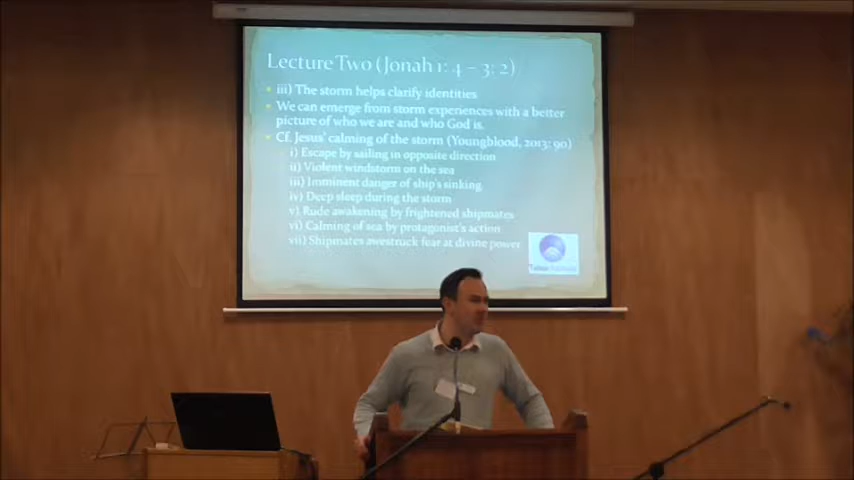 Lecture Two (Jonah 1: 4 – 3: 2)
iii) The storm helps clarify identities
We can emerge from storm experiences with a better
picture of who we are and who God is.
Cf. Jesus' calming of the storm (Youngblood, 2013: 90)
i) Escape by sailing in opposite direction
ii) Violent windstorm on the sea
iii) Imminent danger of ship's sinking
iv) Deep sleep during the storm
v) Rude awakening by frightened shipmates
vi) Calming of sea by protagonist's action
vii) Shipmates awestruck fear at divine power